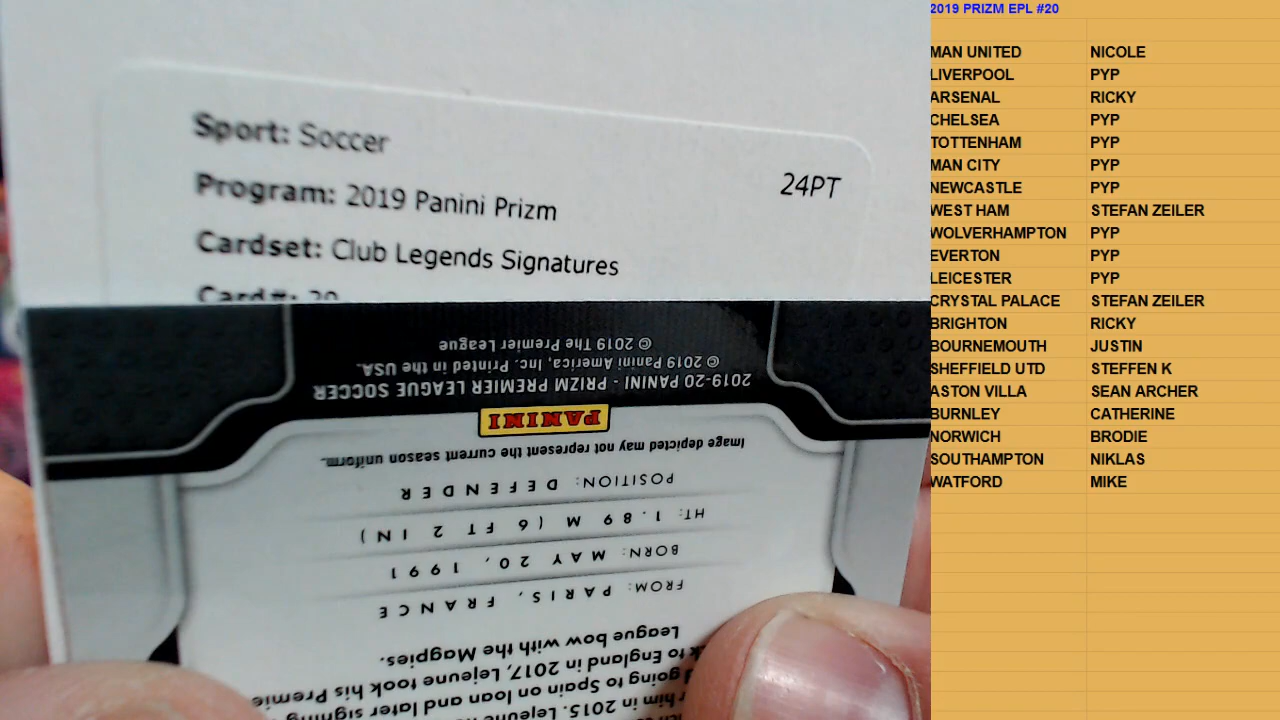 Sport: Soccer
Program: 2019 Panini Prizm
24PT
Cardset: Club Legends Signatures
Card#: 20
© 2019 The Premier League
© 2019 Panini America, Inc. Printed in the USA.
2019-20 PANINI - PRIZM PREMIER LEAGUE SOCCER
PANINI
Image depicted may not represent the current season uniform.
POSITION: DEFENDER
HT: 1.89 M (6 FT 2 IN)
BORN: MAY 20, 1991
FROM: PARIS, FRANCE
League bow with the Magpies.
to England in 2017, Lejeune took his Premie
going to Spain on loan and later signing
him in 2015. Lejeune
2019 PRIZM EPL #20
MAN UNITED NICOLE
LIVERPOOL PYP
ARSENAL RICKY
CHELSEA PYP
TOTTENHAM PYP
MAN CITY PYP
NEWCASTLE PYP
WEST HAM STEFAN ZEILER
WOLVERHAMPTON PYP
EVERTON PYP
LEICESTER PYP
CRYSTAL PALACE STEFAN ZEILER
BRIGHTON RICKY
BOURNEMOUTH JUSTIN
SHEFFIELD UTD STEFFEN K
ASTON VILLA SEAN ARCHER
BURNLEY CATHERINE
NORWICH BRODIE
SOUTHAMPTON NIKLAS
WATFORD MIKE